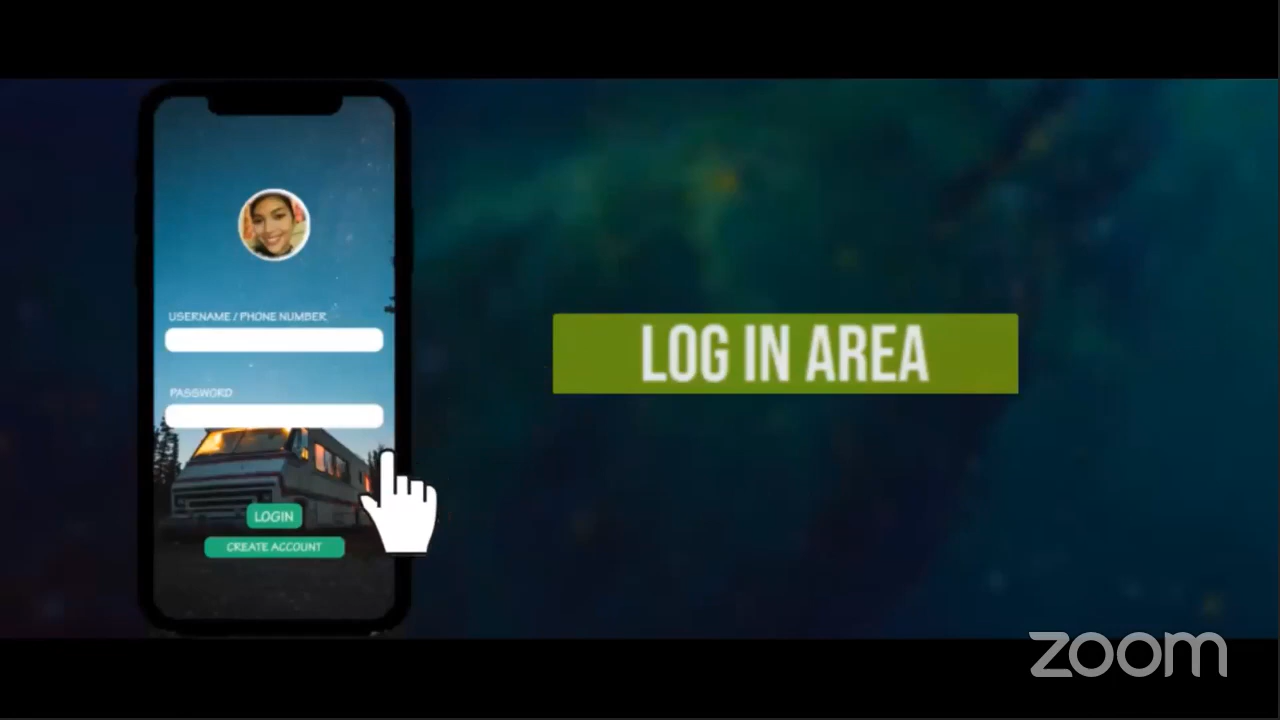 USERNAME / PHONE NUMBER
PASSWORD
LOGIN
CREATE ACCOUNT
LOG IN AREA
zoom